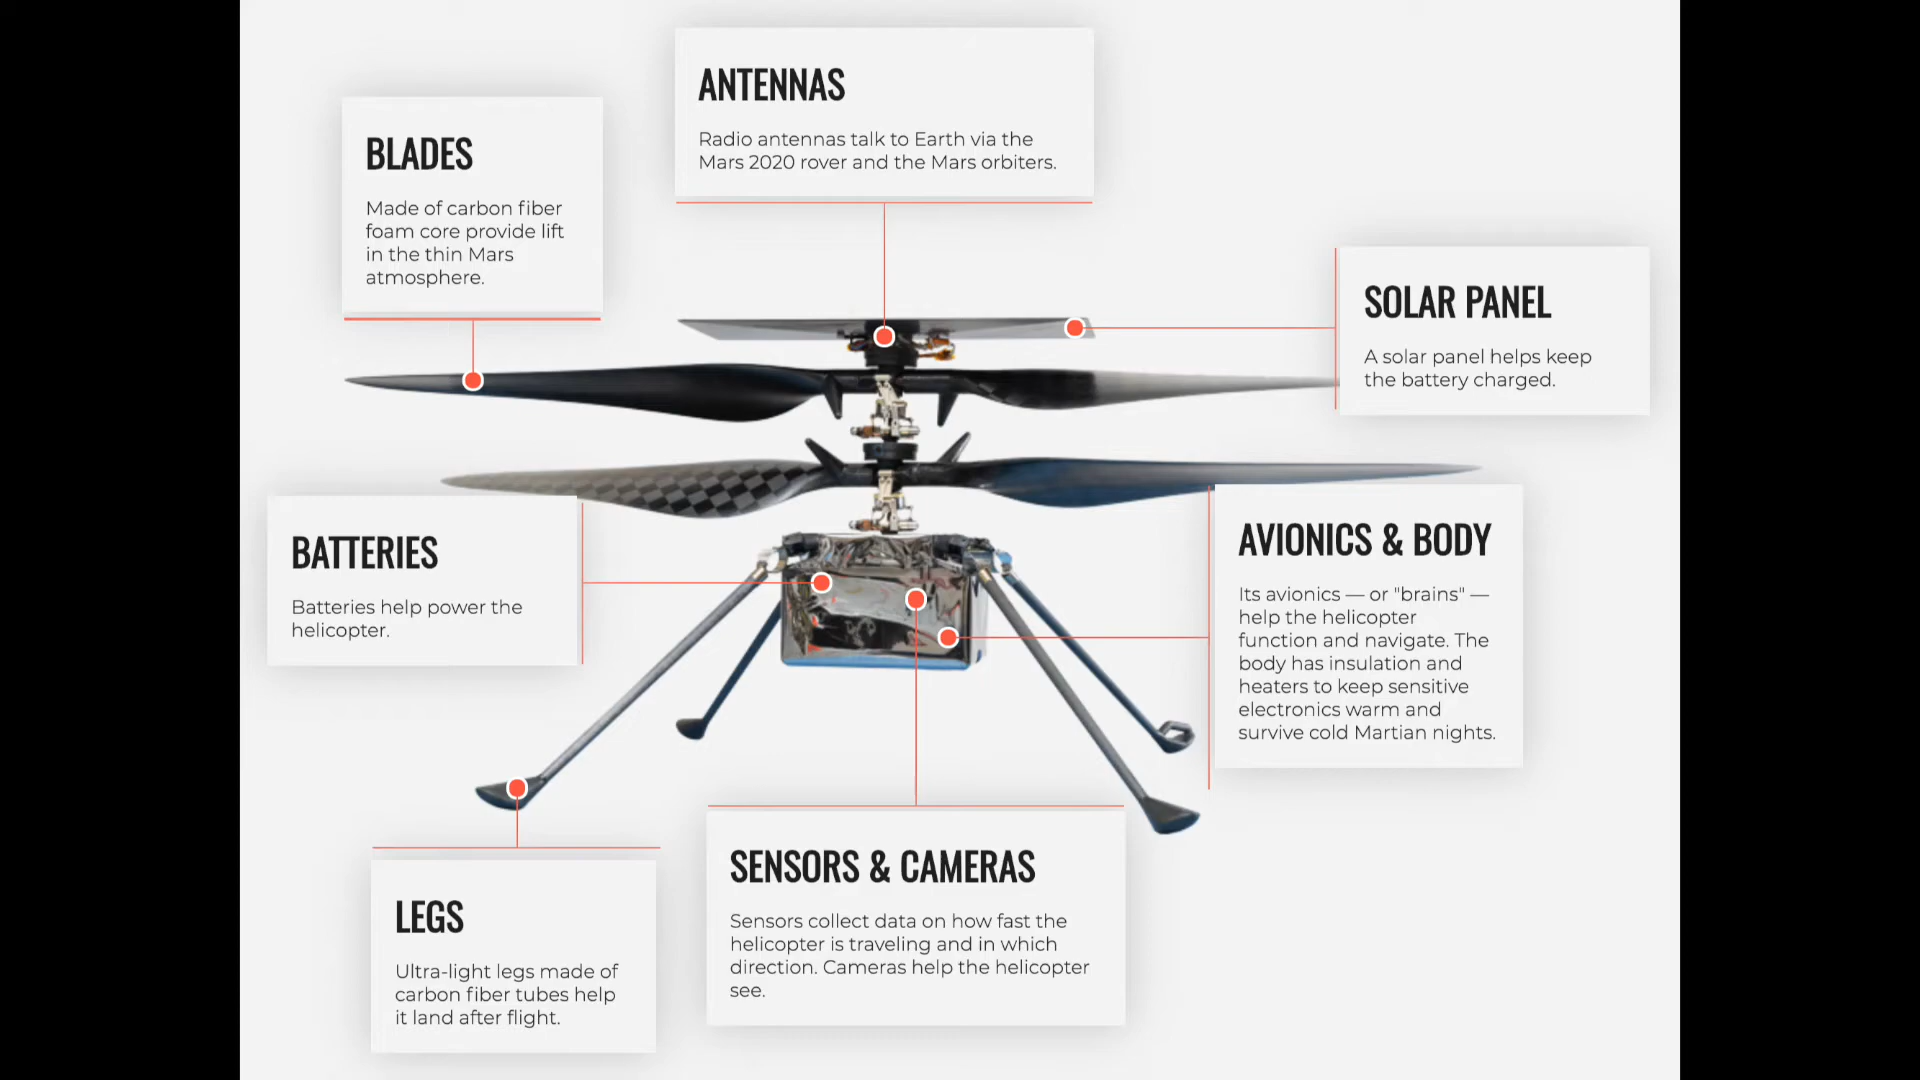 ANTENNAS
Radio antennas talk to Earth via the
Mars 2020 rover and the Mars orbiters.
BLADES
Made of carbon fiber
foam core provide lift
in the thin Mars
atmosphere.
SOLAR PANEL
A solar panel helps keep
the battery charged.
BATTERIES
Batteries help power the
helicopter.
AVIONICS & BODY
Its avionics — or "brains" —
help the helicopter
function and navigate. The
body has insulation and
heaters to keep sensitive
electronics warm and
survive cold Martian nights.
LEGS
Ultra-light legs made of
carbon fiber tubes help
it land after flight.
SENSORS & CAMERAS
Sensors collect data on how fast the
helicopter is traveling and in which
direction. Cameras help the helicopter
see.